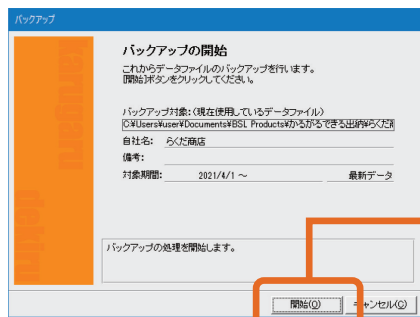 バックアップ
バックアップの開始
これからデータファイルのバックアップを行います。
[開始]ボタンをクリックしてください。
バックアップ対象:(現在使用しているデータファイル)
C:¥Users¥user¥Documents¥BSL Products¥かるがるできる出納¥らくだ商
自社名: らくだ商店
備考:
対象期間: 2021/4/1 ～ 最新データ
バックアップの処理を開始します。
開始(O) キャンセル(C)
karugaru
dekiru